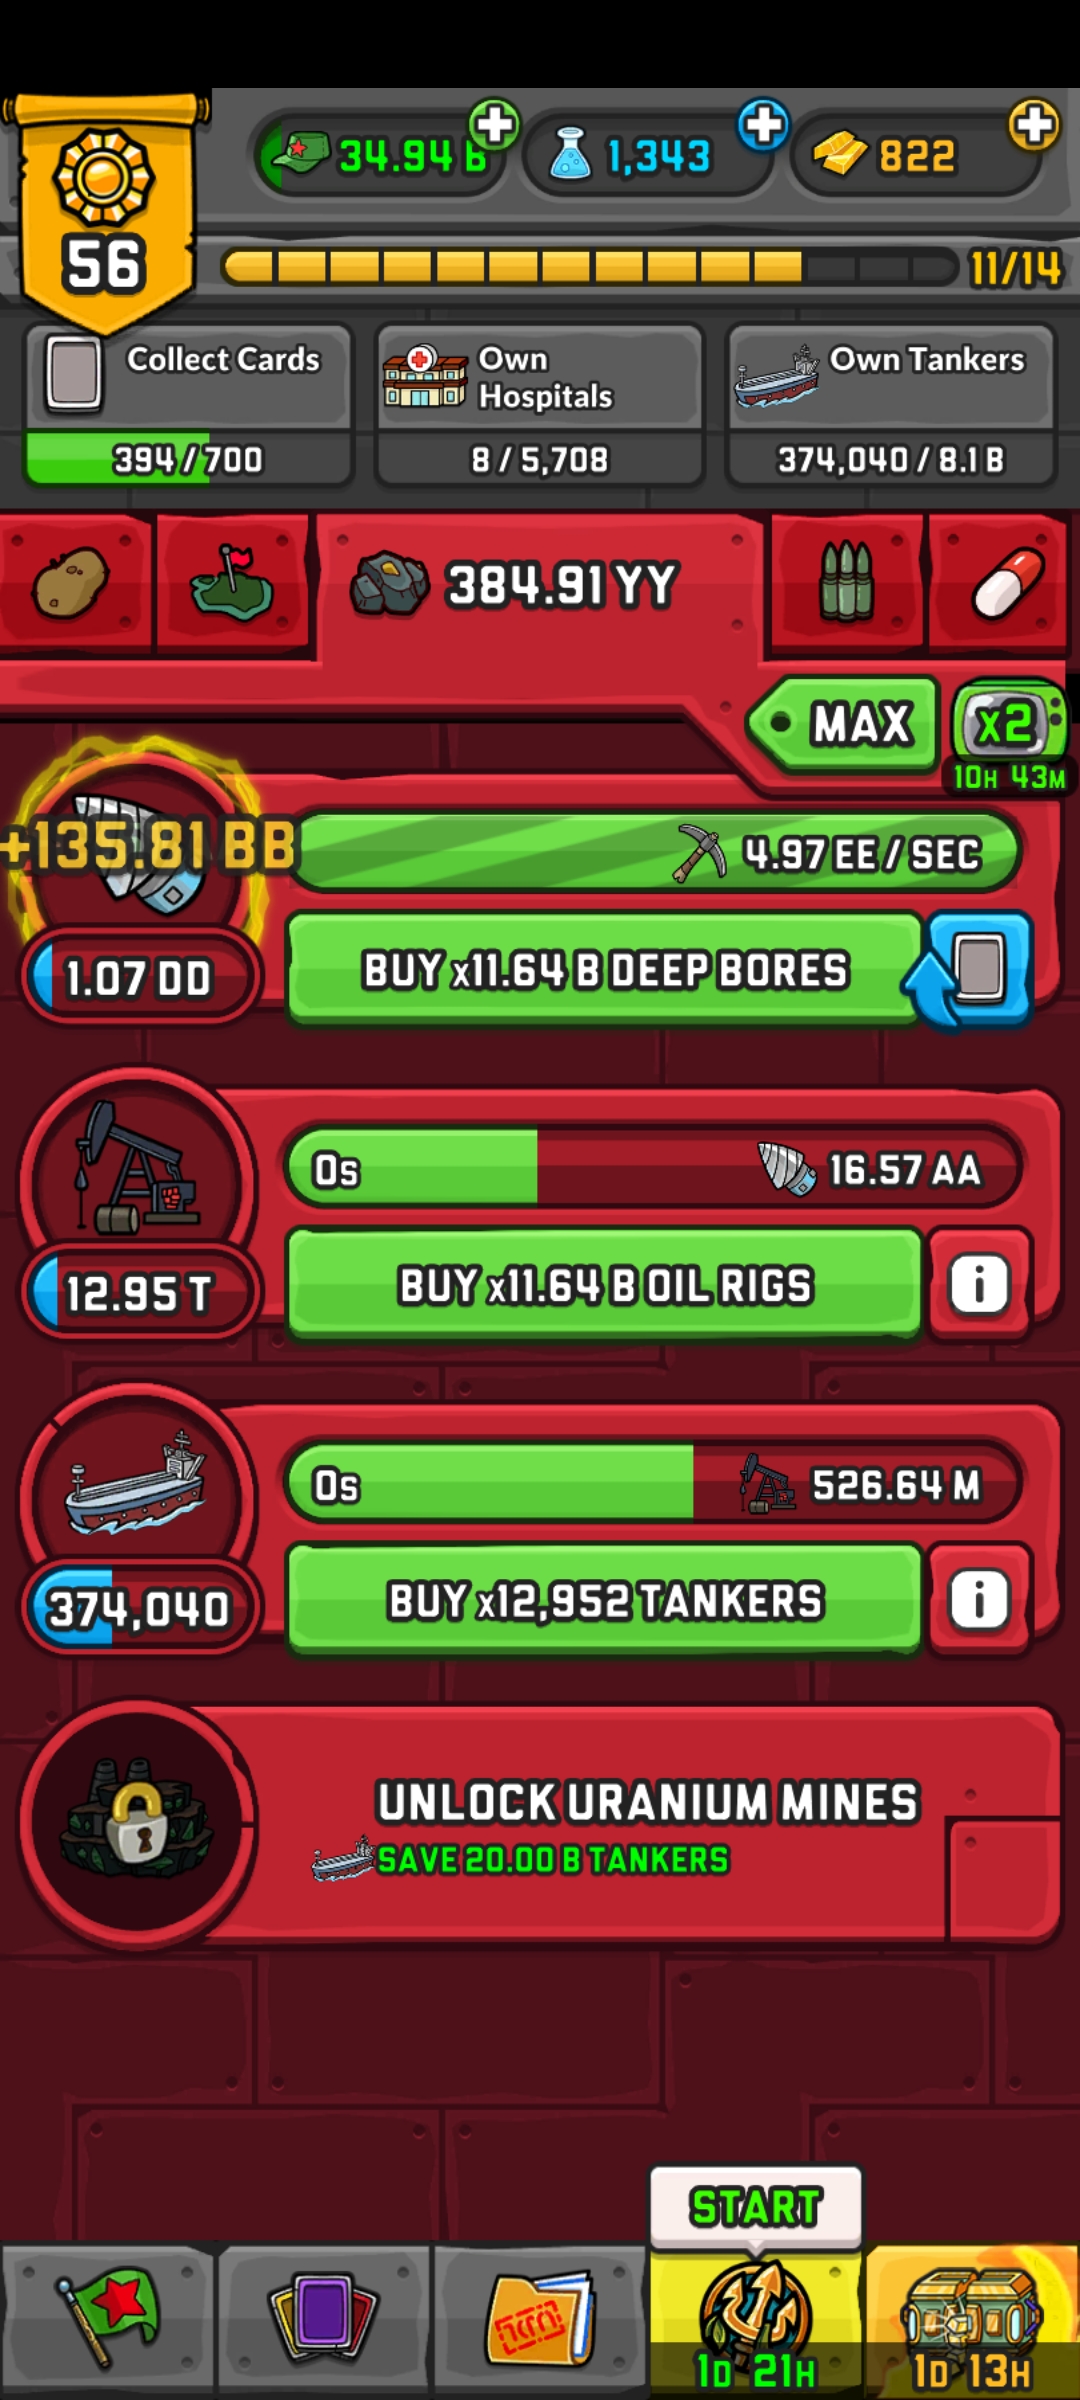 56
34.94 B
1,343
822
11/14
Collect Cards
394/700
Own
Hospitals
8/5,708
Own Tankers
374,040/8.1 B
384.91 YY
MAX
x2
10H 43M
+135.81 BB
4.97 EE/SEC
1.07 DD
BUY x11.64 B DEEP BORES
0s
16.57 AA
12.95 T
BUY x11.64 B OIL RIGS
i
0s
526.64 M
374,040
BUY x12,952 TANKERS
i
UNLOCK URANIUM MINES
SAVE 20.00 B TANKERS
START
1D 21H
1D 13H